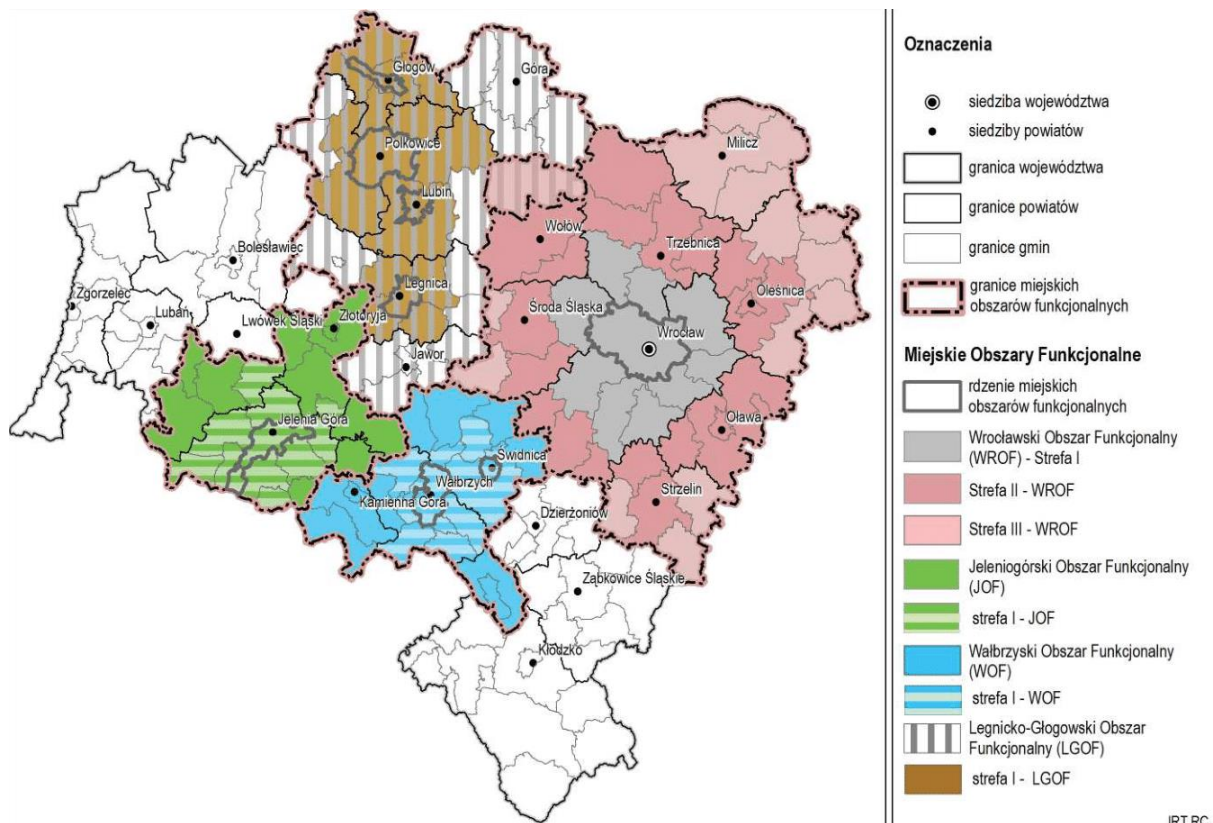 Głogów
Góra
Polkowice
Milicz
Lubin
Wołów
Trzebnica
Bolesławiec
Oleśnica
Legnica
Zgorzelec
Środa Śląska
Lubań
Lwówek Śląski
Złotoryja
Wrocław
Jawor
Jelenia Góra
Oława
Świdnica
Wałbrzych
Kamienna Góra
Strzelin
Dzierżoniów
Ząbkowice Śląskie
Kłodzko
Oznaczenia
siedziba województwa
siedziby powiatów
granica województwa
granice powiatów
granice gmin
granice miejskich
obszarów funkcjonalnych
Miejskie Obszary Funkcjonalne
rdzenie miejskich
obszarów funkcjonalnych
Wrocławski Obszar Funkcjonalny
(WROF) - Strefa I
Strefa II - WROF
Strefa III - WROF
Jeleniogórski Obszar Funkcjonalny
(JOF)
strefa I - JOF
Wałbrzyski Obszar Funkcjonalny
(WOF)
strefa I - WOF
Legnicko-Głogowski Obszar
Funkcjonalny (LGOF)
strefa I - LGOF
IRT RC